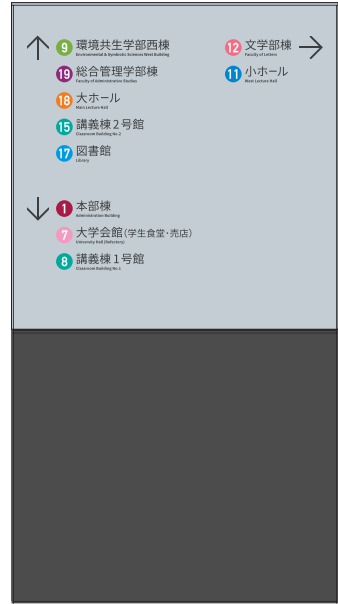 9 環境共生学部西棟
Environmental & Symbiotic Sciences West Building
19 総合管理学部棟
Faculty of Administrative Studies
18 大ホール
Main Lecture Hall
15 講義棟2号館
Classroom Building No.2
17 図書館
Library
12 文学部棟
Faculty of Letters
11 小ホール
West Lecture Hall
1 本部棟
Administration Building
7 大学会館(学生食堂・売店)
University Hall (Refectory)
8 講義棟1号館
Classroom Building No.1